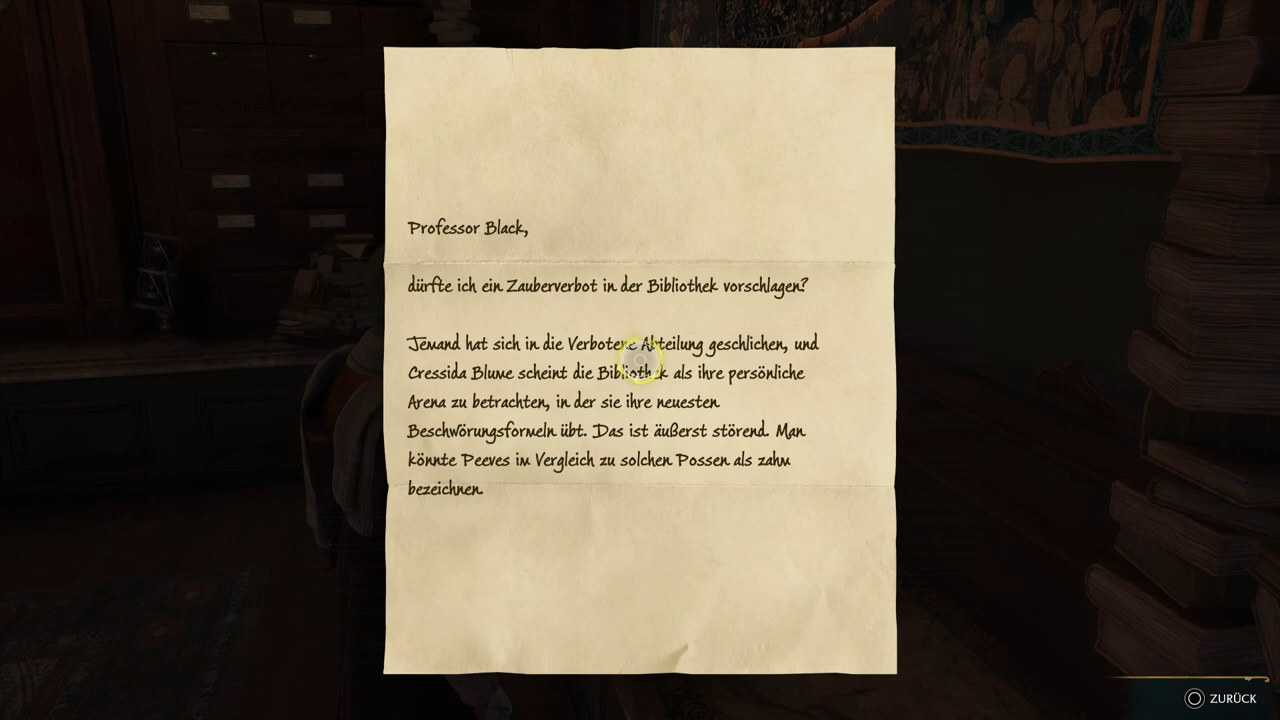 Professor Black,
dürfte ich ein Zauberverbot in der Bibliothek vorschlagen?
Jemand hat sich in die Verbotene Abteilung geschlichen, und
Cressida Blume scheint die Bibliothek als ihre persönliche
Arena zu betrachten, in der sie ihre neuesten
Beschwörungsformeln übt. Das ist äußerst störend. Man
könnte Peeves im Vergleich zu solchen Possen als zahm
bezeichnen.
ZURÜCK